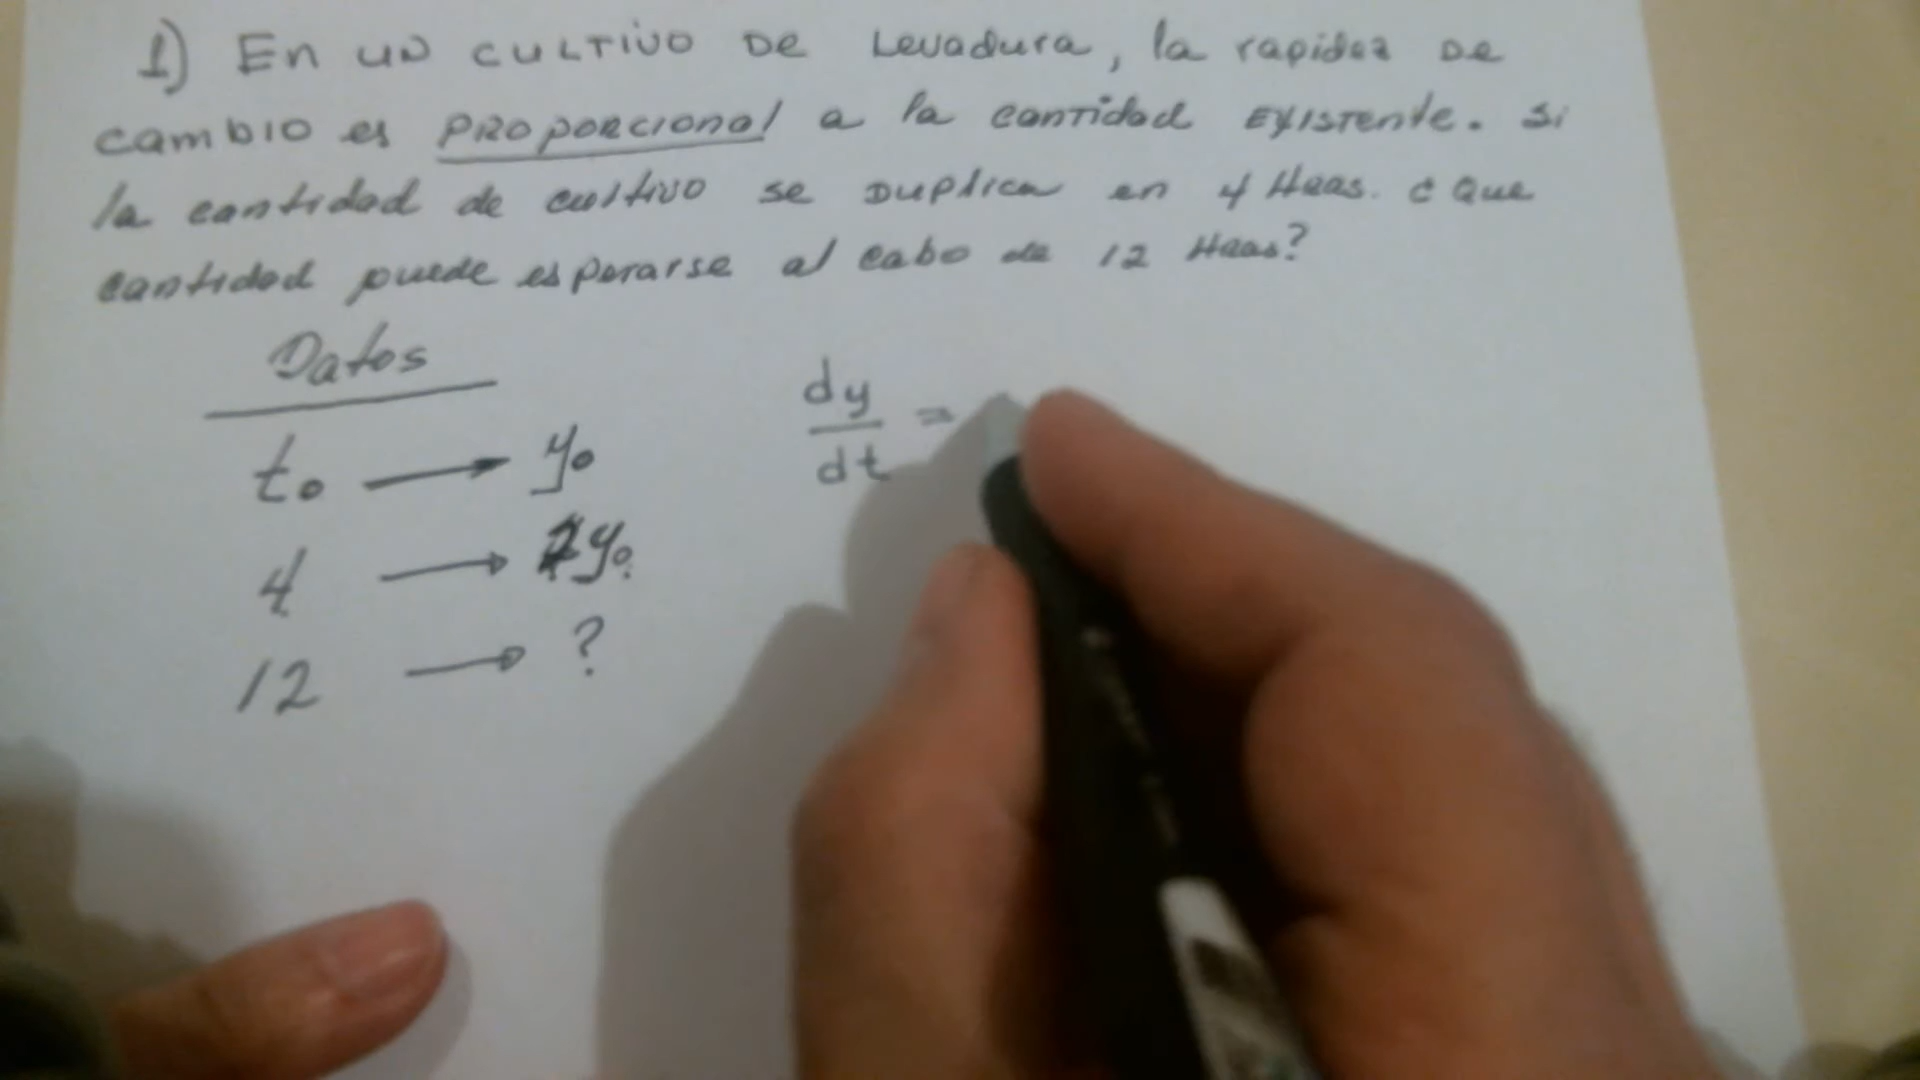 1) En un cultivo de Levadura, la rapidez de
cambio es proporcional a la cantidad existente. Si
la cantidad de cultivo se duplica en 4 Hras. ¿ Que
cantidad puede esperarse al cabo de 12 Hras?
Datos
t₀ → y₀
4 → 2y₀
12 → ?
dy/dt =